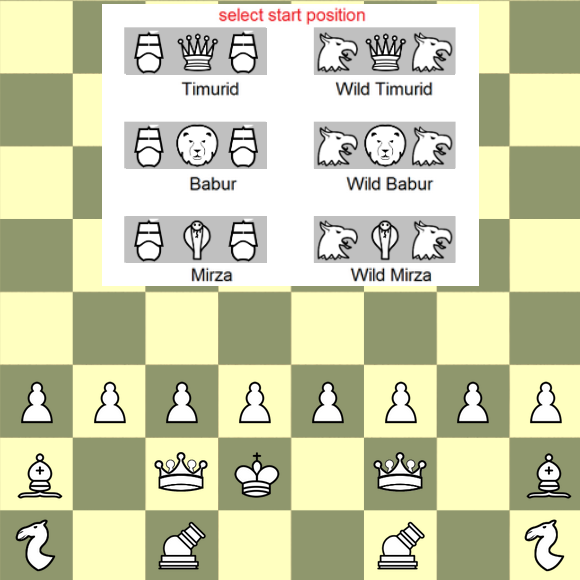 select start position
Timurid
Wild Timurid
Babur
Wild Babur
Mirza
Wild Mirza